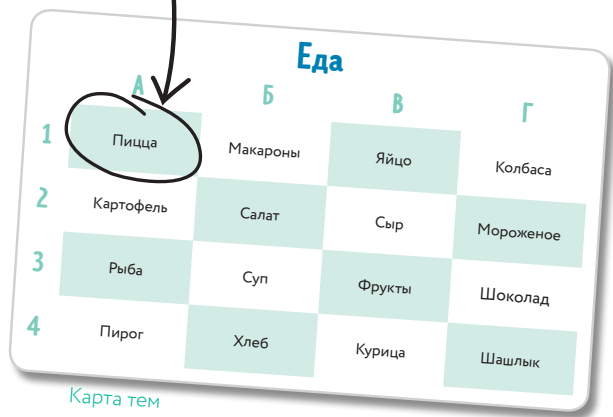 Еда
А Б В Г
1 Пицца Макароны Яйцо Колбаса
2 Картофель Салат Сыр Мороженое
3 Рыба Суп Фрукты Шоколад
4 Пирог Хлеб Курица Шашлык
Карта тем